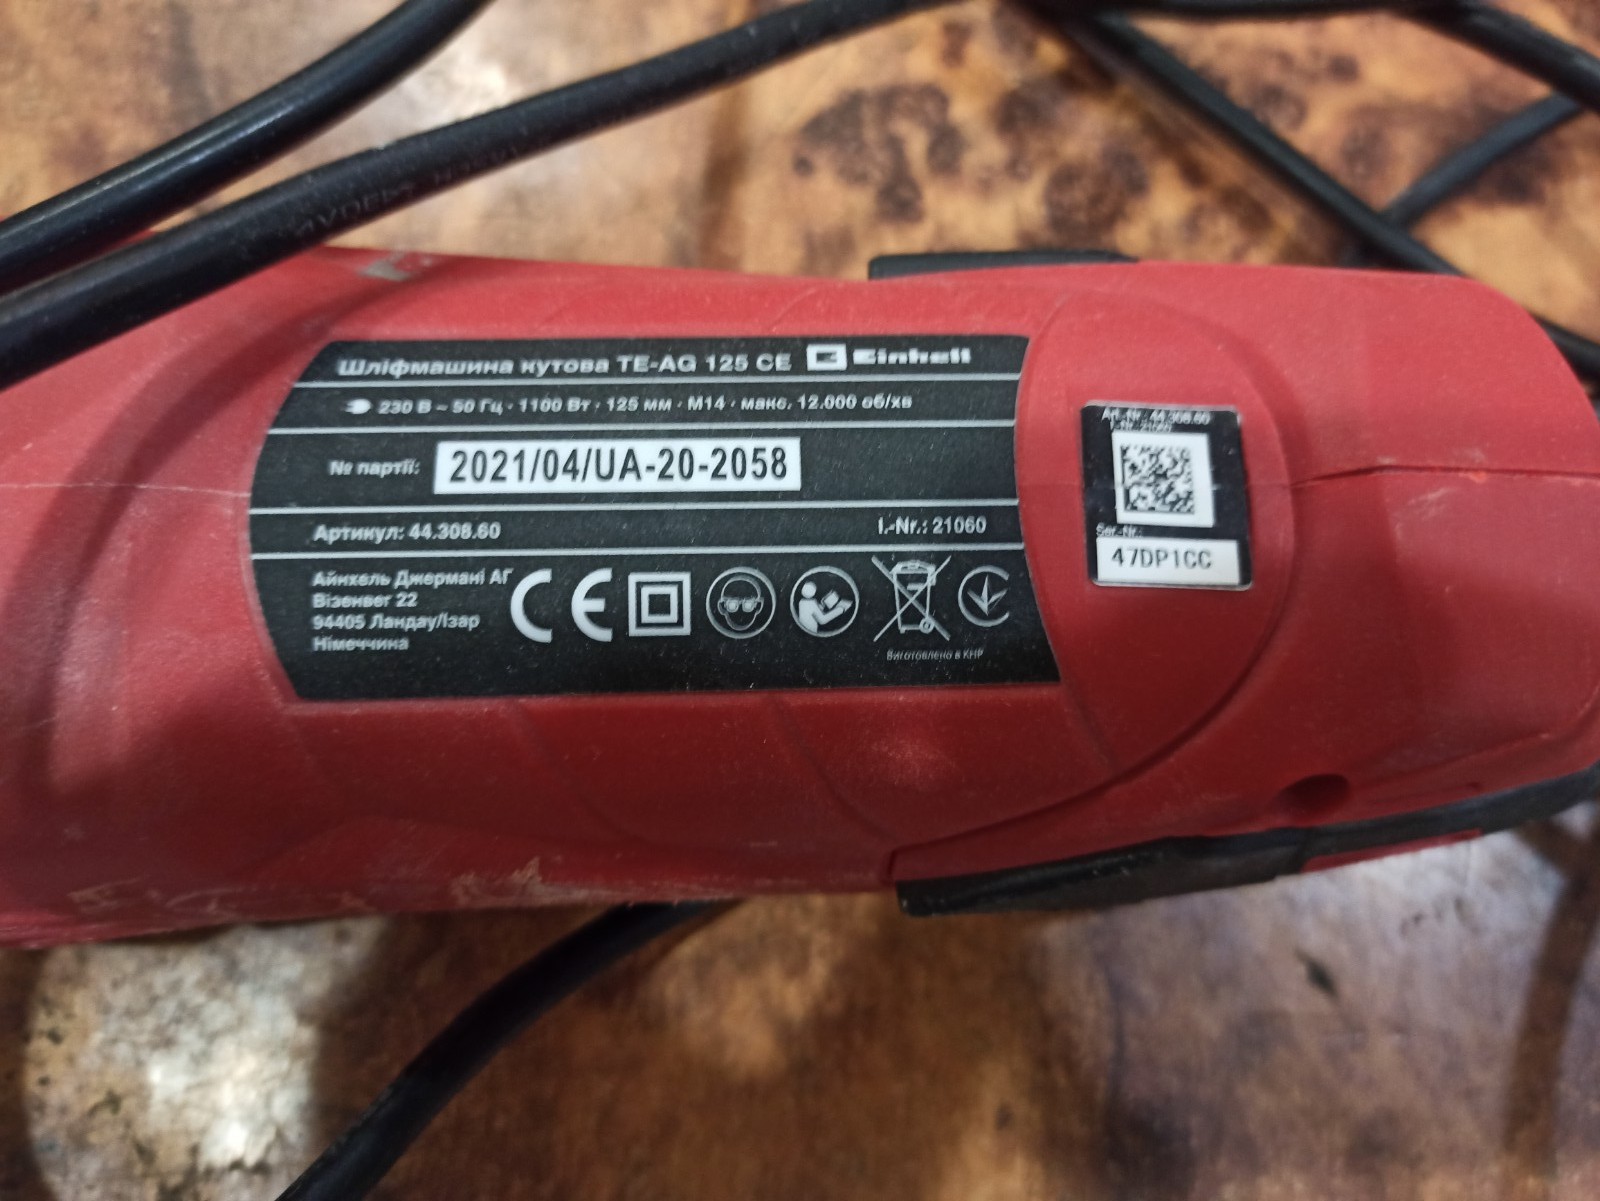 Шліфмашина кутова TE-AG 125 CE Einhell
230 В ~ 50 Гц · 1100 Вт · 125 мм · M14 · макс. 12.000 об/хв
№ партії: 2021/04/UA-20-2058
Артикул: 44.308.60 I.-Nr.: 21060
Айнхель Джермані АГ
Візенвег 22
94405 Ландау/Ізар
Німеччина
CE
Виготовлено в КНР
Art.-Nr.: 44.308.60
I.-Nr.: 21060
Ser.-Nr.:
47DP1CC